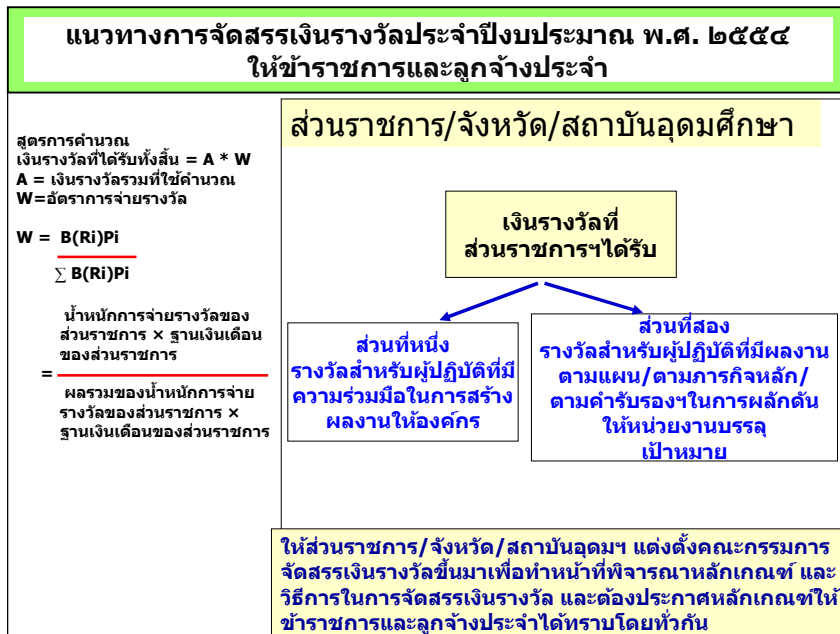 แนวทางการจัดสรรเงินรางวัลประจำปีงบประมาณ พ.ศ. ๒๕๕๔
ให้ข้าราชการและลูกจ้างประจำ
สูตรการคำนวณ
เงินรางวัลที่ได้รับทั้งสิ้น = A * W
A = เงินรางวัลรวมที่ใช้คำนวณ
W=อัตราการจ่ายรางวัล
W = B(Ri)Pi
∑ B(Ri)Pi
น้ำหนักการจ่ายรางวัลของ
ส่วนราชการ × ฐานเงินเดือน
ของส่วนราชการ
=
ผลรวมของน้ำหนักการจ่าย
รางวัลของส่วนราชการ ×
ฐานเงินเดือนของส่วนราชการ
ส่วนราชการ/จังหวัด/สถาบันอุดมศึกษา
เงินรางวัลที่
ส่วนราชการฯได้รับ
ส่วนที่หนึ่ง
รางวัลสำหรับผู้ปฏิบัติที่มี
ความร่วมมือในการสร้าง
ผลงานให้องค์กร
ส่วนที่สอง
รางวัลสำหรับผู้ปฏิบัติที่มีผลงาน
ตามแผน/ตามภารกิจหลัก/
ตามคำรับรองฯในการผลักดัน
ให้หน่วยงานบรรลุ
เป้าหมาย
ให้ส่วนราชการ/จังหวัด/สถาบันอุดมฯ แต่งตั้งคณะกรรมการ
จัดสรรเงินรางวัลขึ้นมาเพื่อทำหน้าที่พิจารณาหลักเกณฑ์ และ
วิธีการในการจัดสรรเงินรางวัล และต้องประกาศหลักเกณฑ์ให้
ข้าราชการและลูกจ้างประจำได้ทราบโดยทั่วกัน